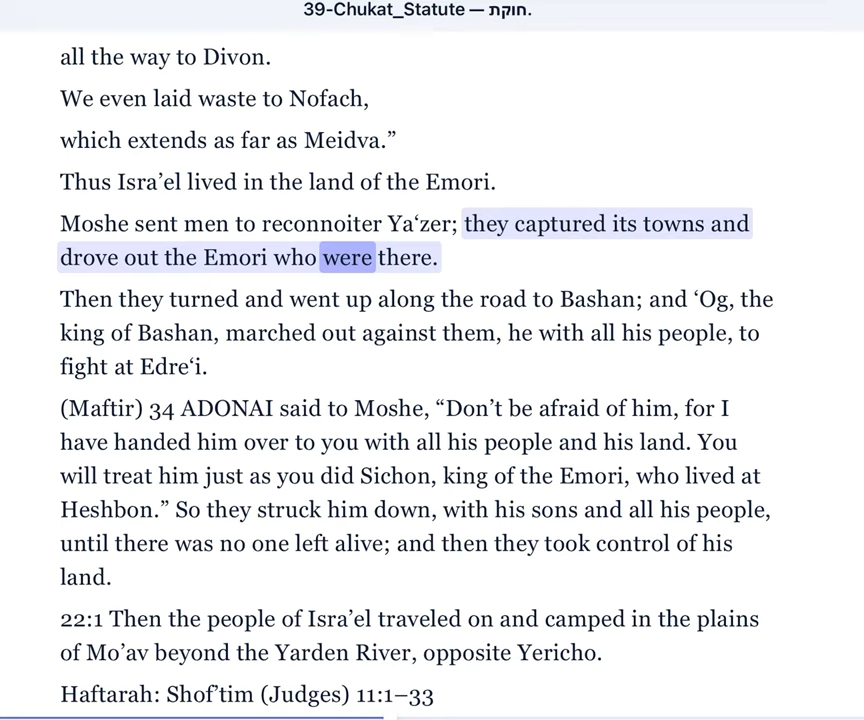 39-Chukat_Statute — חוקת.
all the way to Divon.
We even laid waste to Nofach,
which extends as far as Meidva.”
Thus Isra’el lived in the land of the Emori.
Moshe sent men to reconnoiter Ya‘zer; they captured its towns and
drove out the Emori who were there.
Then they turned and went up along the road to Bashan; and ‘Og, the
king of Bashan, marched out against them, he with all his people, to
fight at Edre‘i.
(Maftir) 34 ADONAI said to Moshe, “Don’t be afraid of him, for I
have handed him over to you with all his people and his land. You
will treat him just as you did Sichon, king of the Emori, who lived at
Heshbon.” So they struck him down, with his sons and all his people,
until there was no one left alive; and then they took control of his
land.
22:1 Then the people of Isra’el traveled on and camped in the plains
of Mo’av beyond the Yarden River, opposite Yericho.
Haftarah: Shof’tim (Judges) 11:1–33